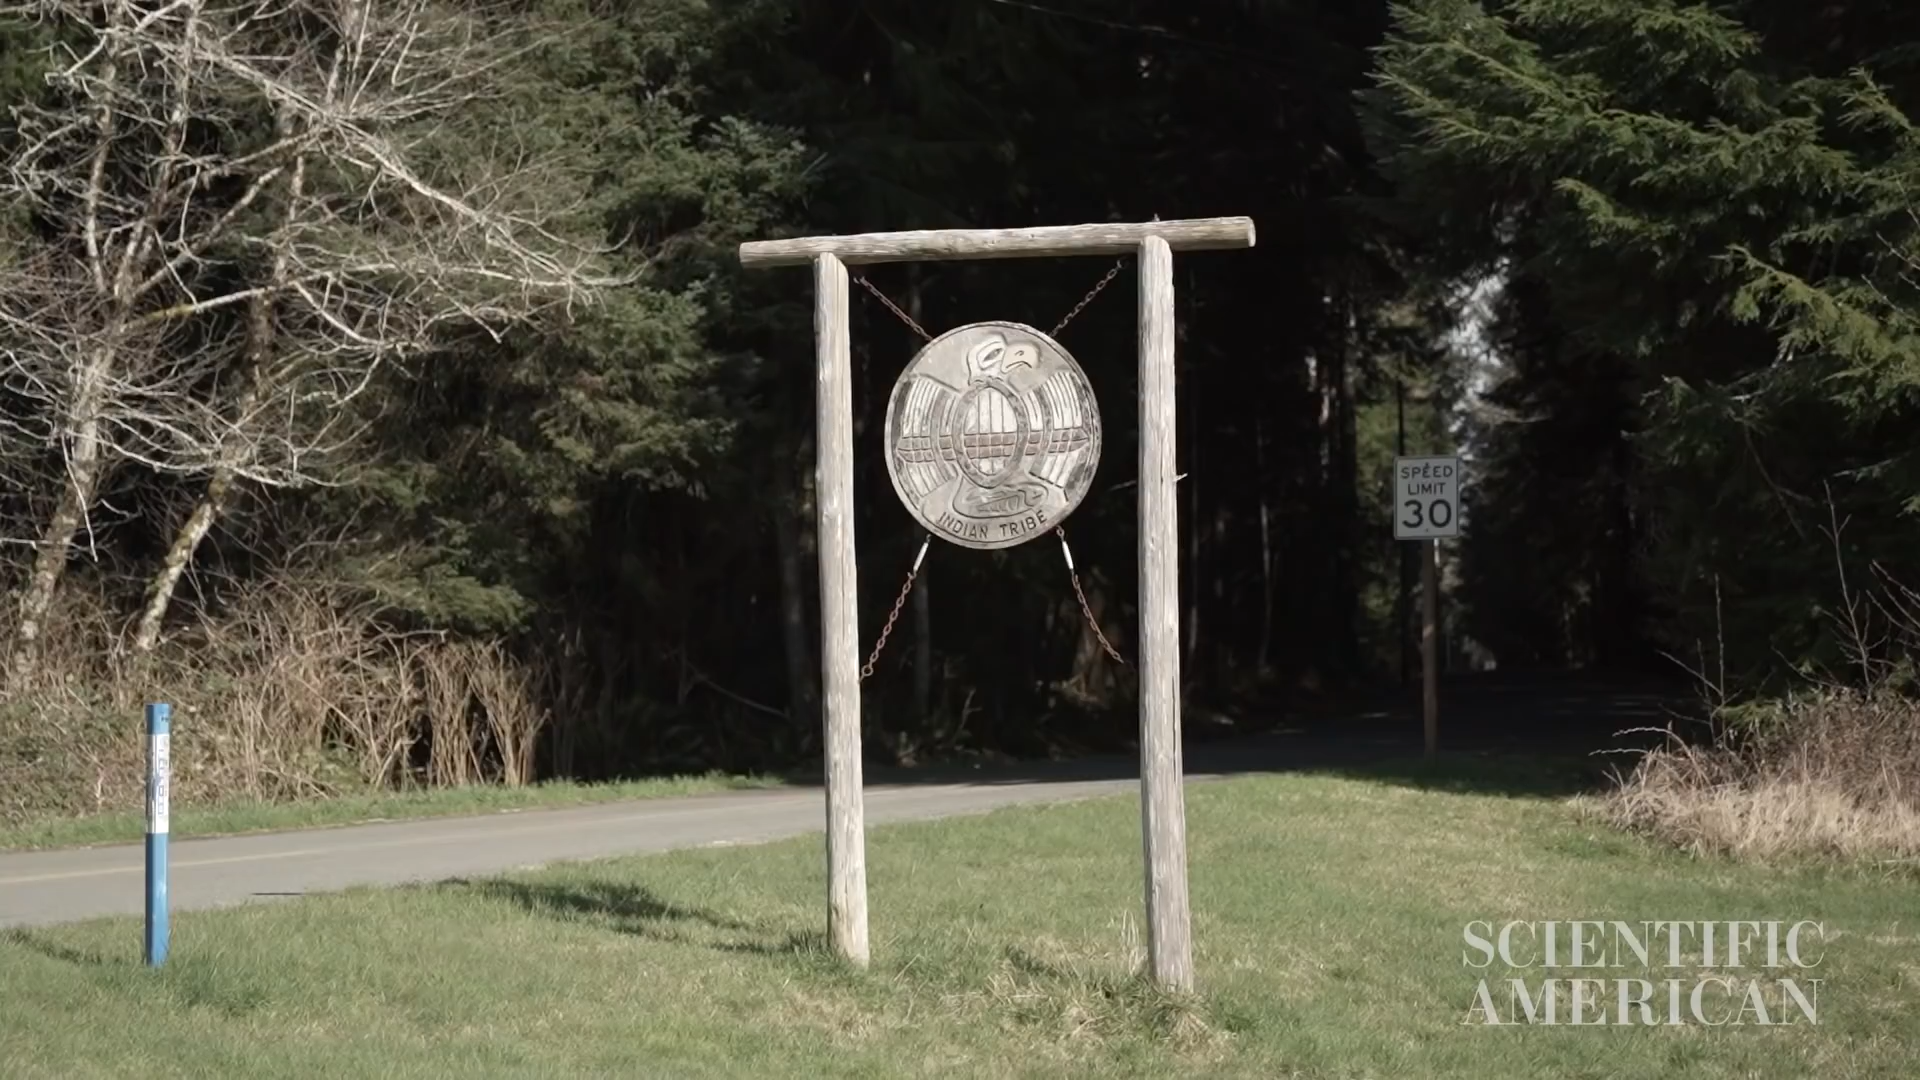 INDIAN TRIBE
SPEED
LIMIT
30
SCIENTIFIC
AMERICAN